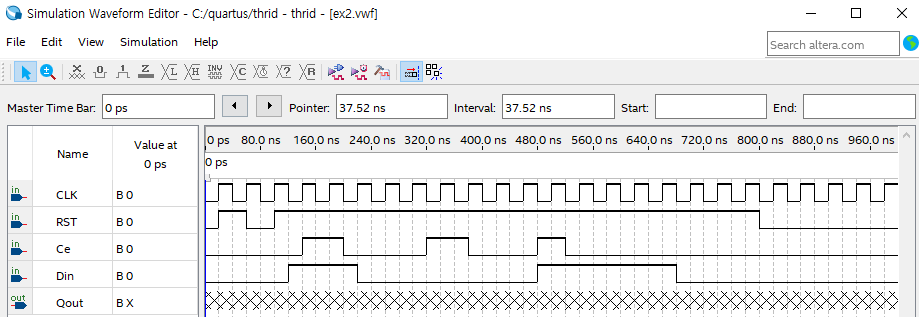 Simulation Waveform Editor - C:/quartus/thrid - thrid - [ex2.vwf]
File Edit View Simulation Help
Search altera.com
Master Time Bar: 0 ps Pointer: 37.52 ns Interval: 37.52 ns Start: End:
Name Value at 0 ps
0 ps 80.0 ns 160.0 ns 240.0 ns 320.0 ns 400.0 ns 480.0 ns 560.0 ns 640.0 ns 720.0 ns 800.0 ns 880.0 ns 960.0 ns
0 ps
in CLK B 0
in RST B 0
in Ce B 0
in Din B 0
out Qout B X